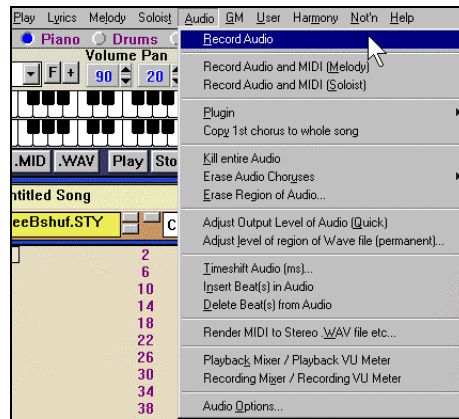 Play Lyrics Melody Soloist Audio GM User Harmony Not'n Help
Piano Drums
Volume Pan
F + 90 20
.MID .WAV Play Sto
ntitled Song
eeBshuf.STY C
2
6
10
14
18
22
26
30
34
38
Record Audio
Record Audio and MIDI (Melody)
Record Audio and MIDI (Soloist)
Plugin
Copy 1st chorus to whole song
Kill entire Audio
Erase Audio Choruses
Erase Region of Audio...
Adjust Output Level of Audio (Quick)
Adjust level of region of Wave file (permanent)...
Timeshift Audio (ms)...
Insert Beat(s) in Audio
Delete Beat(s) from Audio
Render MIDI to Stereo .WAV file etc...
Playback Mixer / Playback VU Meter
Recording Mixer / Recording VU Meter
Audio Options...